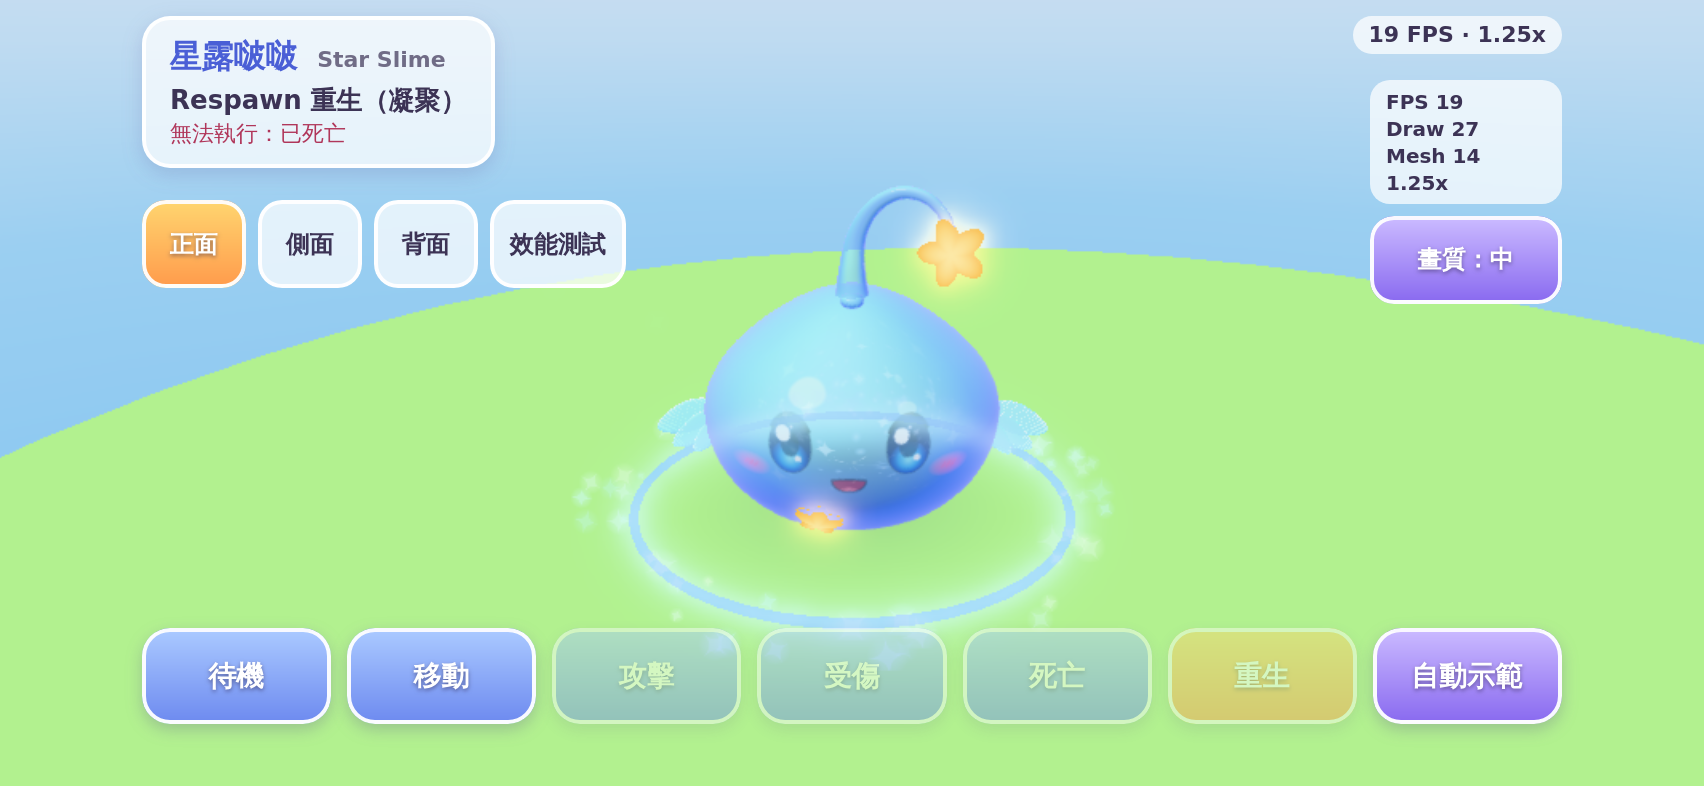 星露啵啵 Star Slime
Respawn 重生（凝聚）
無法執行：已死亡
19 FPS · 1.25x
FPS 19
Draw 27
Mesh 14
1.25x
正面 側面 背面 效能測試
畫質：中
待機 移動 攻擊 受傷 死亡 重生 自動示範